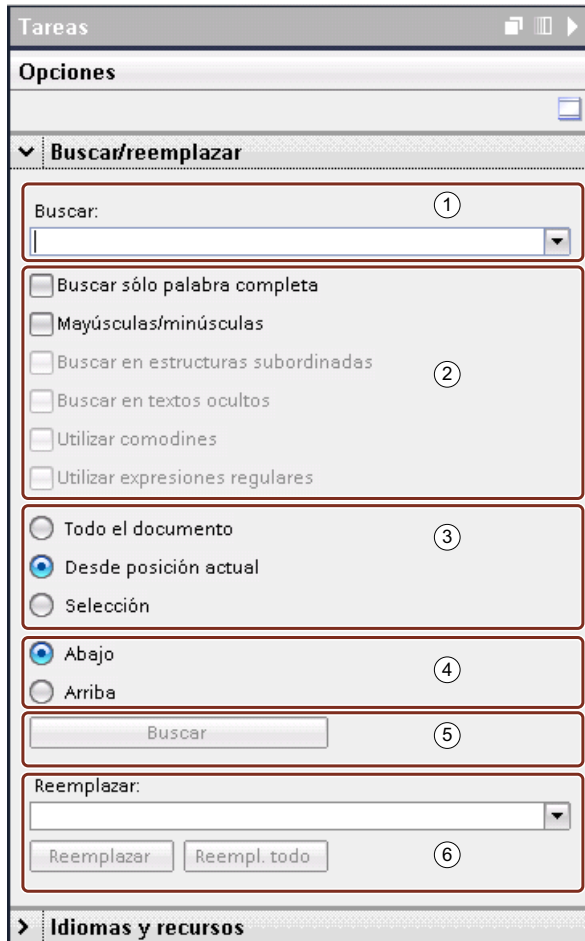 Tareas
Opciones
Buscar/reemplazar
1
Buscar:
Buscar sólo palabra completa
Mayúsculas/minúsculas
Buscar en estructuras subordinadas
2
Buscar en textos ocultos
Utilizar comodines
Utilizar expresiones regulares
Todo el documento
3
Desde posición actual
Selección
Abajo
4
Arriba
Buscar
5
Reemplazar:
Reemplazar Reempl. todo
6
Idiomas y recursos